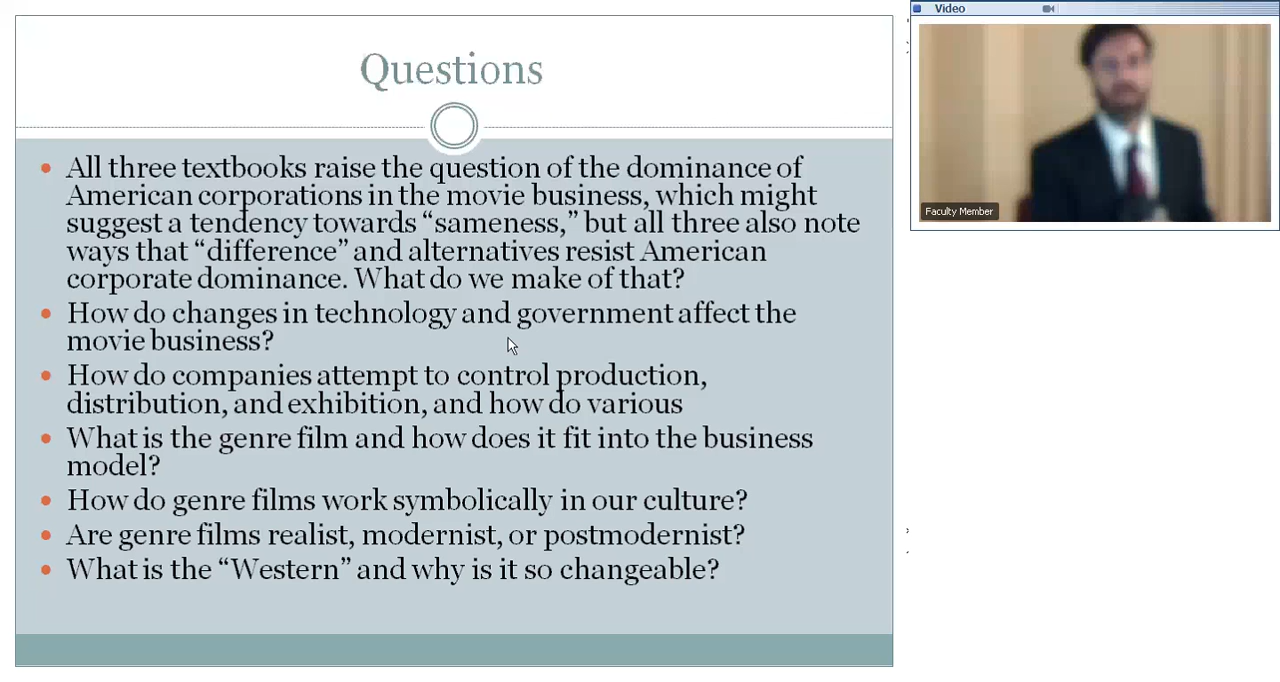 Questions
All three textbooks raise the question of the dominance of
American corporations in the movie business, which might
suggest a tendency towards “sameness,” but all three also note
ways that “difference” and alternatives resist American
corporate dominance. What do we make of that?
How do changes in technology and government affect the
movie business?
How do companies attempt to control production,
distribution, and exhibition, and how do various
What is the genre film and how does it fit into the business
model?
How do genre films work symbolically in our culture?
Are genre films realist, modernist, or postmodernist?
What is the “Western” and why is it so changeable?
Video
Faculty Member